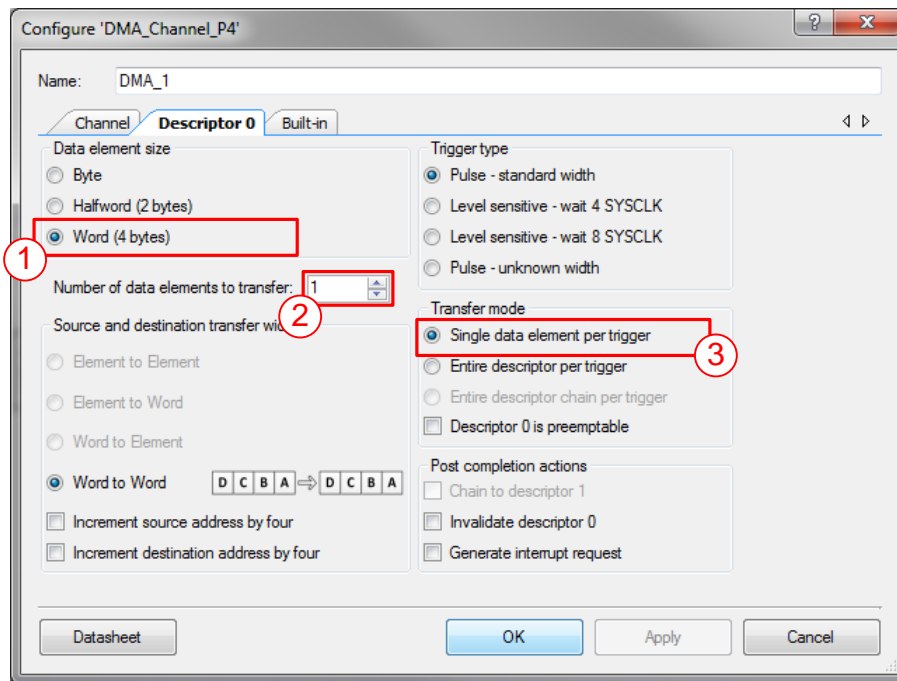 Configure 'DMA_Channel_P4'
Name: DMA_1
Channel Descriptor 0 Built-in
Data element size
Byte
Halfword (2 bytes)
Word (4 bytes)
1
Number of data elements to transfer: 1
2
Source and destination transfer wi
Element to Element
Element to Word
Word to Element
Word to Word D C B A ⇨ D C B A
Increment source address by four
Increment destination address by four
Trigger type
Pulse - standard width
Level sensitive - wait 4 SYSCLK
Level sensitive - wait 8 SYSCLK
Pulse - unknown width
Transfer mode
Single data element per trigger
3
Entire descriptor per trigger
Entire descriptor chain per trigger
Descriptor 0 is preemptable
Post completion actions
Chain to descriptor 1
Invalidate descriptor 0
Generate interrupt request
Datasheet OK Apply Cancel